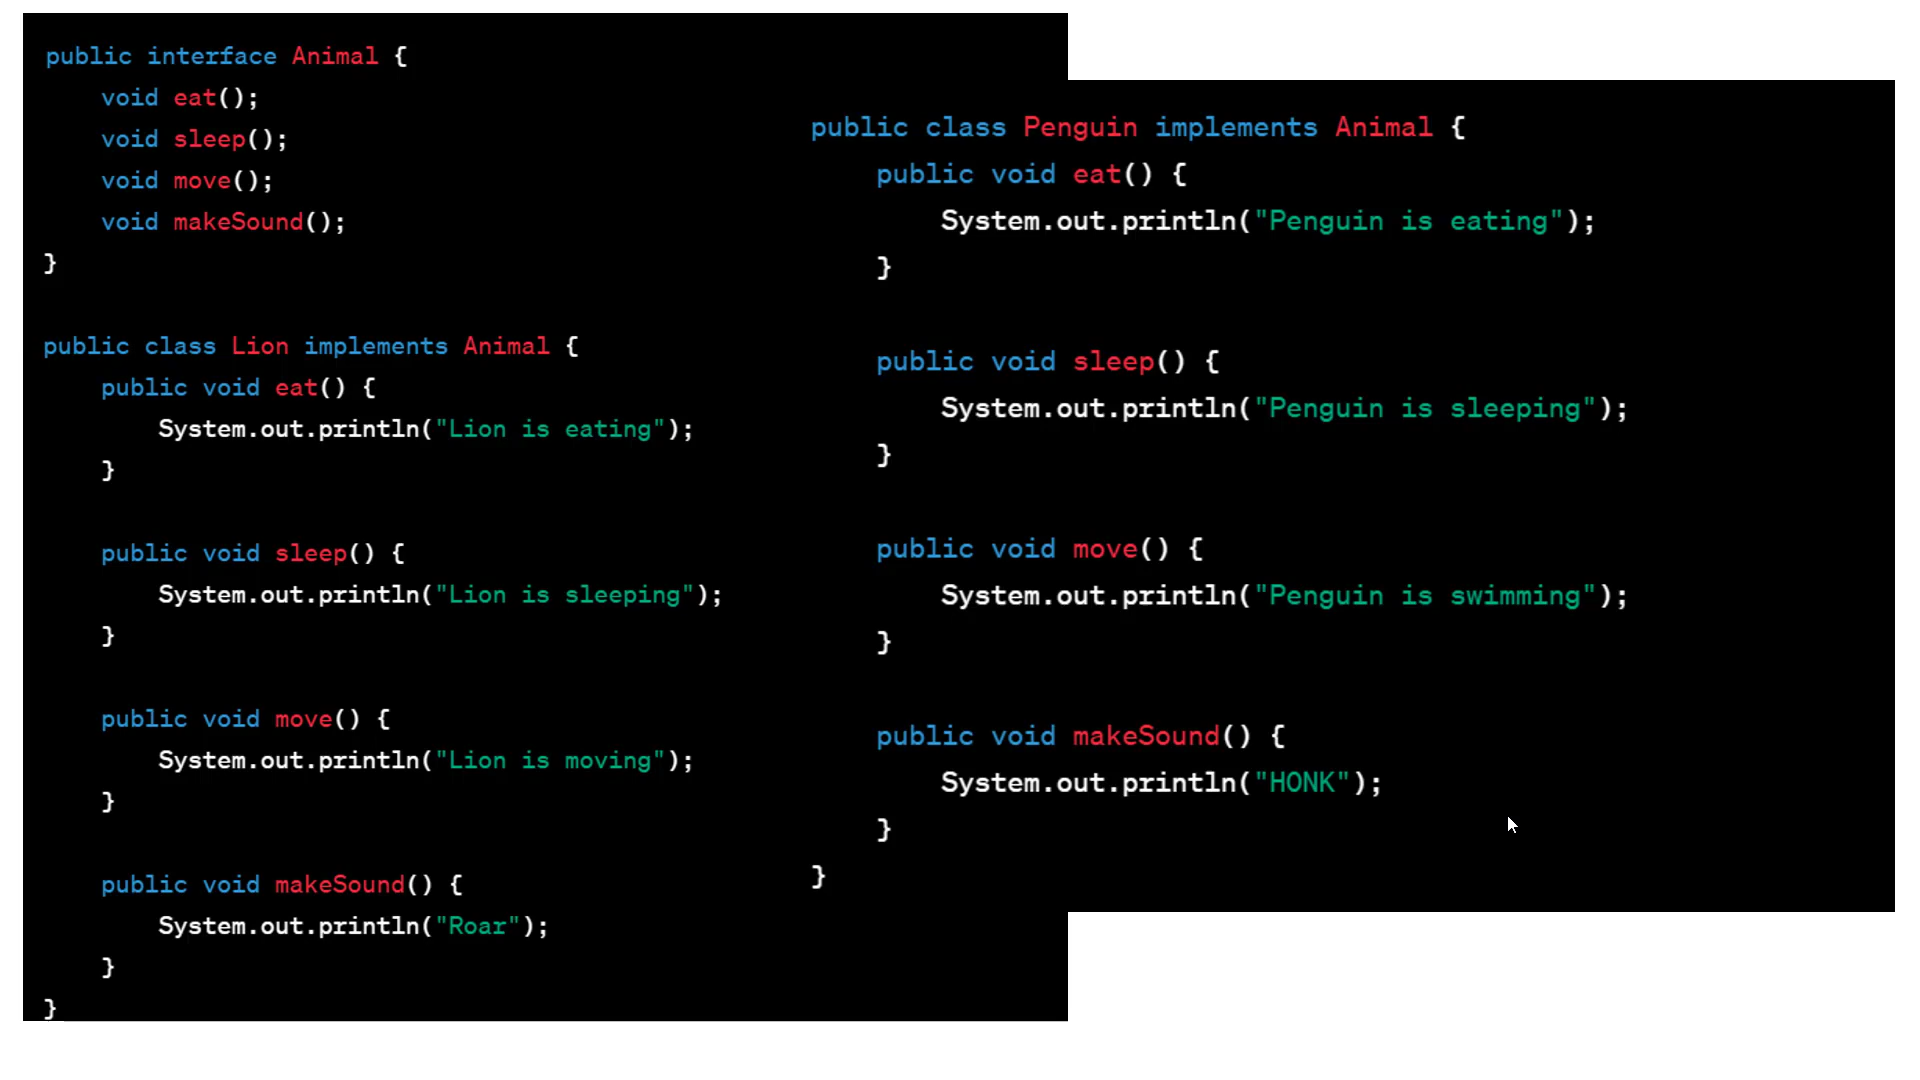 public interface Animal {
    void eat();
    void sleep();
    void move();
    void makeSound();
}

public class Lion implements Animal {
    public void eat() {
        System.out.println("Lion is eating");
    }

    public void sleep() {
        System.out.println("Lion is sleeping");
    }

    public void move() {
        System.out.println("Lion is moving");
    }

    public void makeSound() {
        System.out.println("Roar");
    }
}

public class Penguin implements Animal {
    public void eat() {
        System.out.println("Penguin is eating");
    }

    public void sleep() {
        System.out.println("Penguin is sleeping");
    }

    public void move() {
        System.out.println("Penguin is swimming");
    }

    public void makeSound() {
        System.out.println("HONK");
    }
}